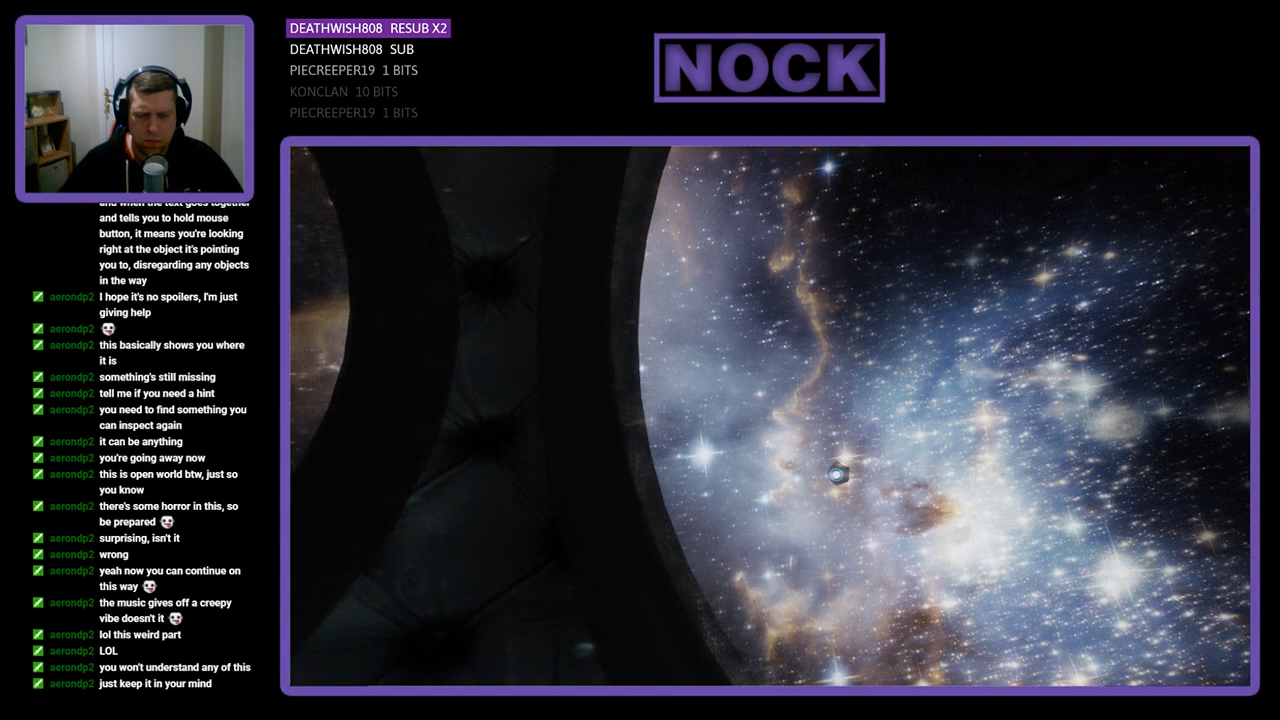 DEATHWISH808 RESUB X2
DEATHWISH808 SUB
PIECREEPER19 1 BITS
KONCLAN 10 BITS
PIECREEPER19 1 BITS
NOCK
and when the text goes together
and tells you to hold mouse
button, it means you're looking
right at the object it's pointing
you to, disregarding any objects
in the way
aerondp2 I hope it's no spoilers, I'm just
giving help
aerondp2
aerondp2 this basically shows you where
it is
aerondp2 something's still missing
aerondp2 tell me if you need a hint
aerondp2 you need to find something you
can inspect again
aerondp2 it can be anything
aerondp2 you're going away now
aerondp2 this is open world btw, just so
you know
aerondp2 there's some horror in this, so
be prepared
aerondp2 surprising, isn't it
aerondp2 wrong
aerondp2 yeah now you can continue on
this way
aerondp2 the music gives off a creepy
vibe doesn't it
aerondp2 lol this weird part
aerondp2 LOL
aerondp2 you won't understand any of this
aerondp2 just keep it in your mind